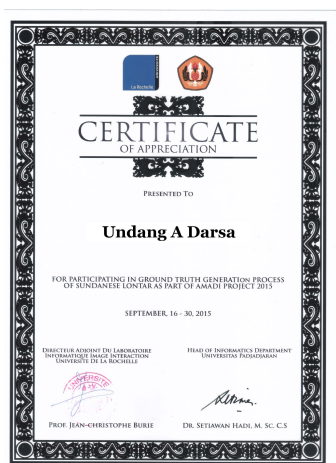 La Rochelle
CERTIFICATE
OF APPRECIATION
PRESENTED TO
Undang A Darsa
FOR PARTICIPATING IN GROUND TRUTH GENERATION PROCESS
OF SUNDANESE LONTAR AS PART OF AMADI PROJECT 2015
SEPTEMBER, 16 - 30, 2015
DIRECTEUR ADJOINT DU LABORATOIRE
INFORMATIQUE IMAGE INTERACTION
UNIVERSITE DE LA ROCHELLE
HEAD OF INFORMATICS DEPARTMENT
UNIVERSITAS PADJADJARAN
UNIVERSITE
PROF. JEAN-CHRISTOPHE BURIE
DR. SETIAWAN HADI, M. SC. C.S